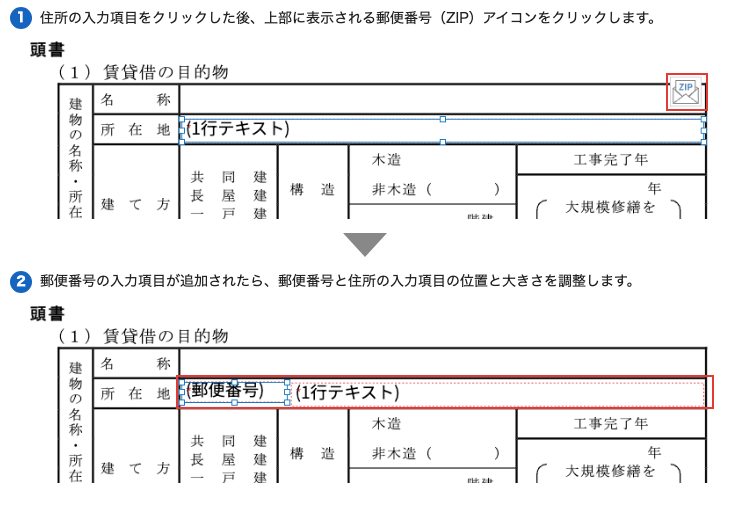 1 住所の入力項目をクリックした後、上部に表示される郵便番号（ZIP）アイコンをクリックします。
頭書
（１）賃貸借の目的物
ZIP
建物の名称・所在
名 称
所 在 地
(1行テキスト)
建 て 方
共 同 建
長 屋 建
一 戸 建
構 造
木造
非木造（ ）
階建
工事完了年
年
大規模修繕を
2 郵便番号の入力項目が追加されたら、郵便番号と住所の入力項目の位置と大きさを調整します。
頭書
（１）賃貸借の目的物
建物の名称・所在
名 称
所 在 地
(郵便番号) (1行テキスト)
建 て 方
共 同 建
長 屋 建
一 戸 建
構 造
木造
非木造（ ）
階建
工事完了年
年
大規模修繕を